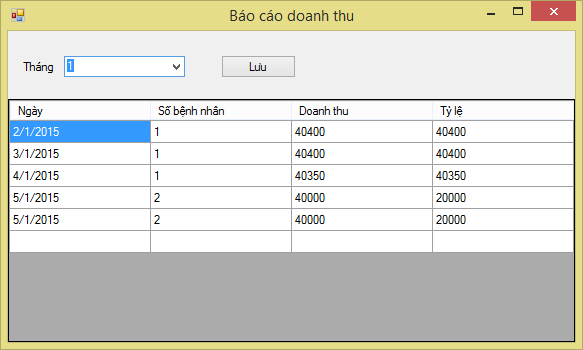 Báo cáo doanh thu
Tháng 1 Lưu
Ngày Số bệnh nhân Doanh thu Tỷ lệ
2/1/2015 1 40400 40400
3/1/2015 1 40400 40400
4/1/2015 1 40350 40350
5/1/2015 2 40000 20000
5/1/2015 2 40000 20000